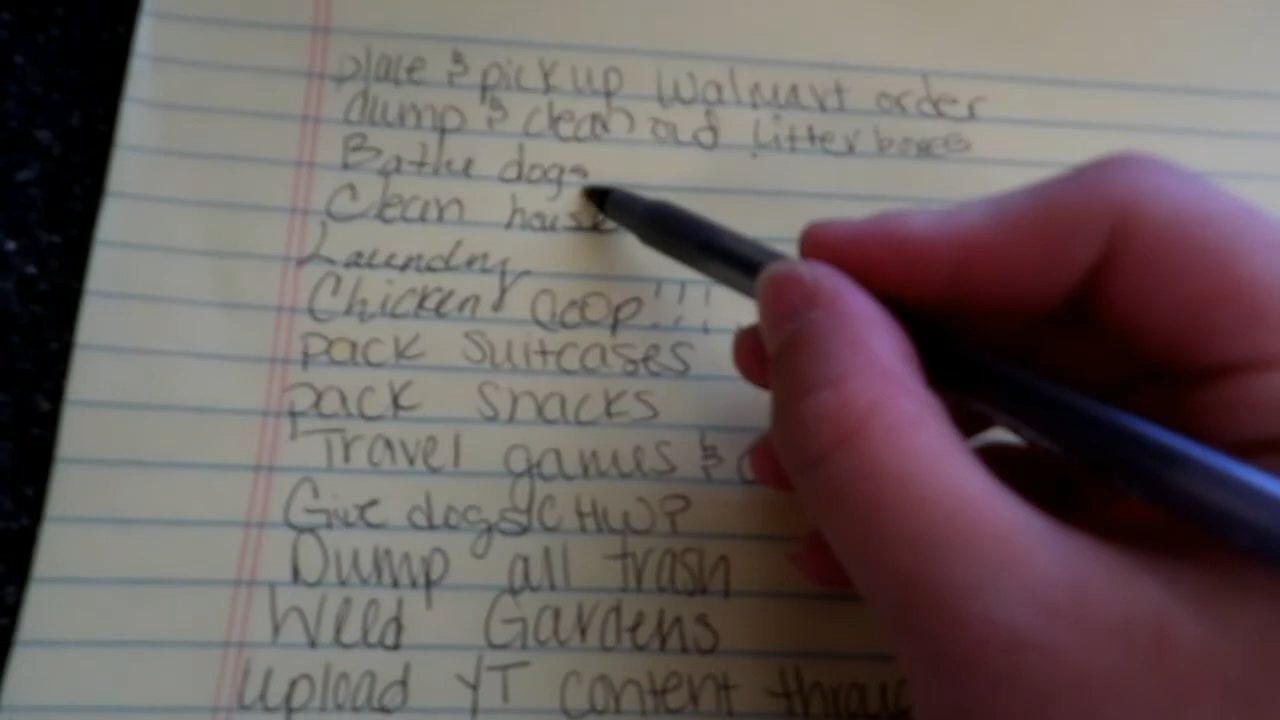 place & pick up Walmart order
dump & clean out litter boxes
Bathe dogs
Clean house
Laundry
Chicken coop!!!
pack suitcases
pack snacks
Travel games &
Give dogs HWP
Dump all trash
Weed Gardens
upload YT content